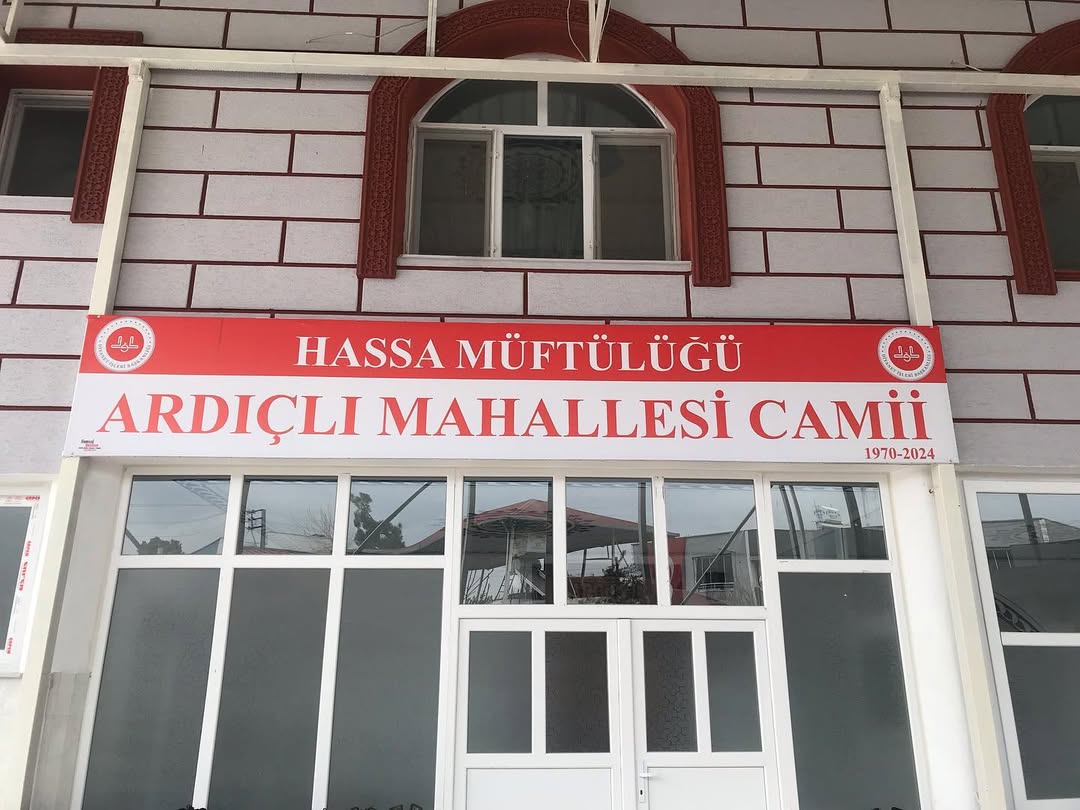 HASSA MÜFTÜLÜĞÜ
ARDIÇLI MAHALLESİ CAMİİ
1970-2024